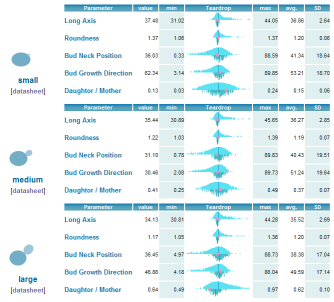 Parameter value min Teardrop max avg. SD
Long Axis 37.48 31.02 44.05 36.86 2.64
Roundness 1.37 1.06 1.37 1.20 0.06
Bud Neck Position 36.03 0.33 88.59 41.34 18.64
small
Bud Growth Direction 62.34 3.14 89.85 53.21 18.70
[datasheet]
Daughter / Mother 0.13 0.03 0.24 0.15 0.06
Parameter value min Teardrop max avg. SD
Long Axis 35.44 30.89 45.65 36.27 2.85
Roundness 1.22 1.03 1.39 1.19 0.07
Bud Neck Position 31.10 0.78 89.83 40.43 19.51
medium
Bud Growth Direction 30.46 2.08 89.73 51.24 19.64
[datasheet]
Daughter / Mother 0.41 0.25 0.49 0.37 0.07
Parameter value min Teardrop max avg. SD
Long Axis 34.13 30.81 44.28 35.52 2.69
Roundness 1.17 1.05 1.36 1.20 0.07
Bud Neck Position 36.45 4.97 88.73 38.38 17.04
large
Bud Growth Direction 46.88 4.18 86.04 49.59 17.14
[datasheet]
Daughter / Mother 0.64 0.49 0.97 0.62 0.10